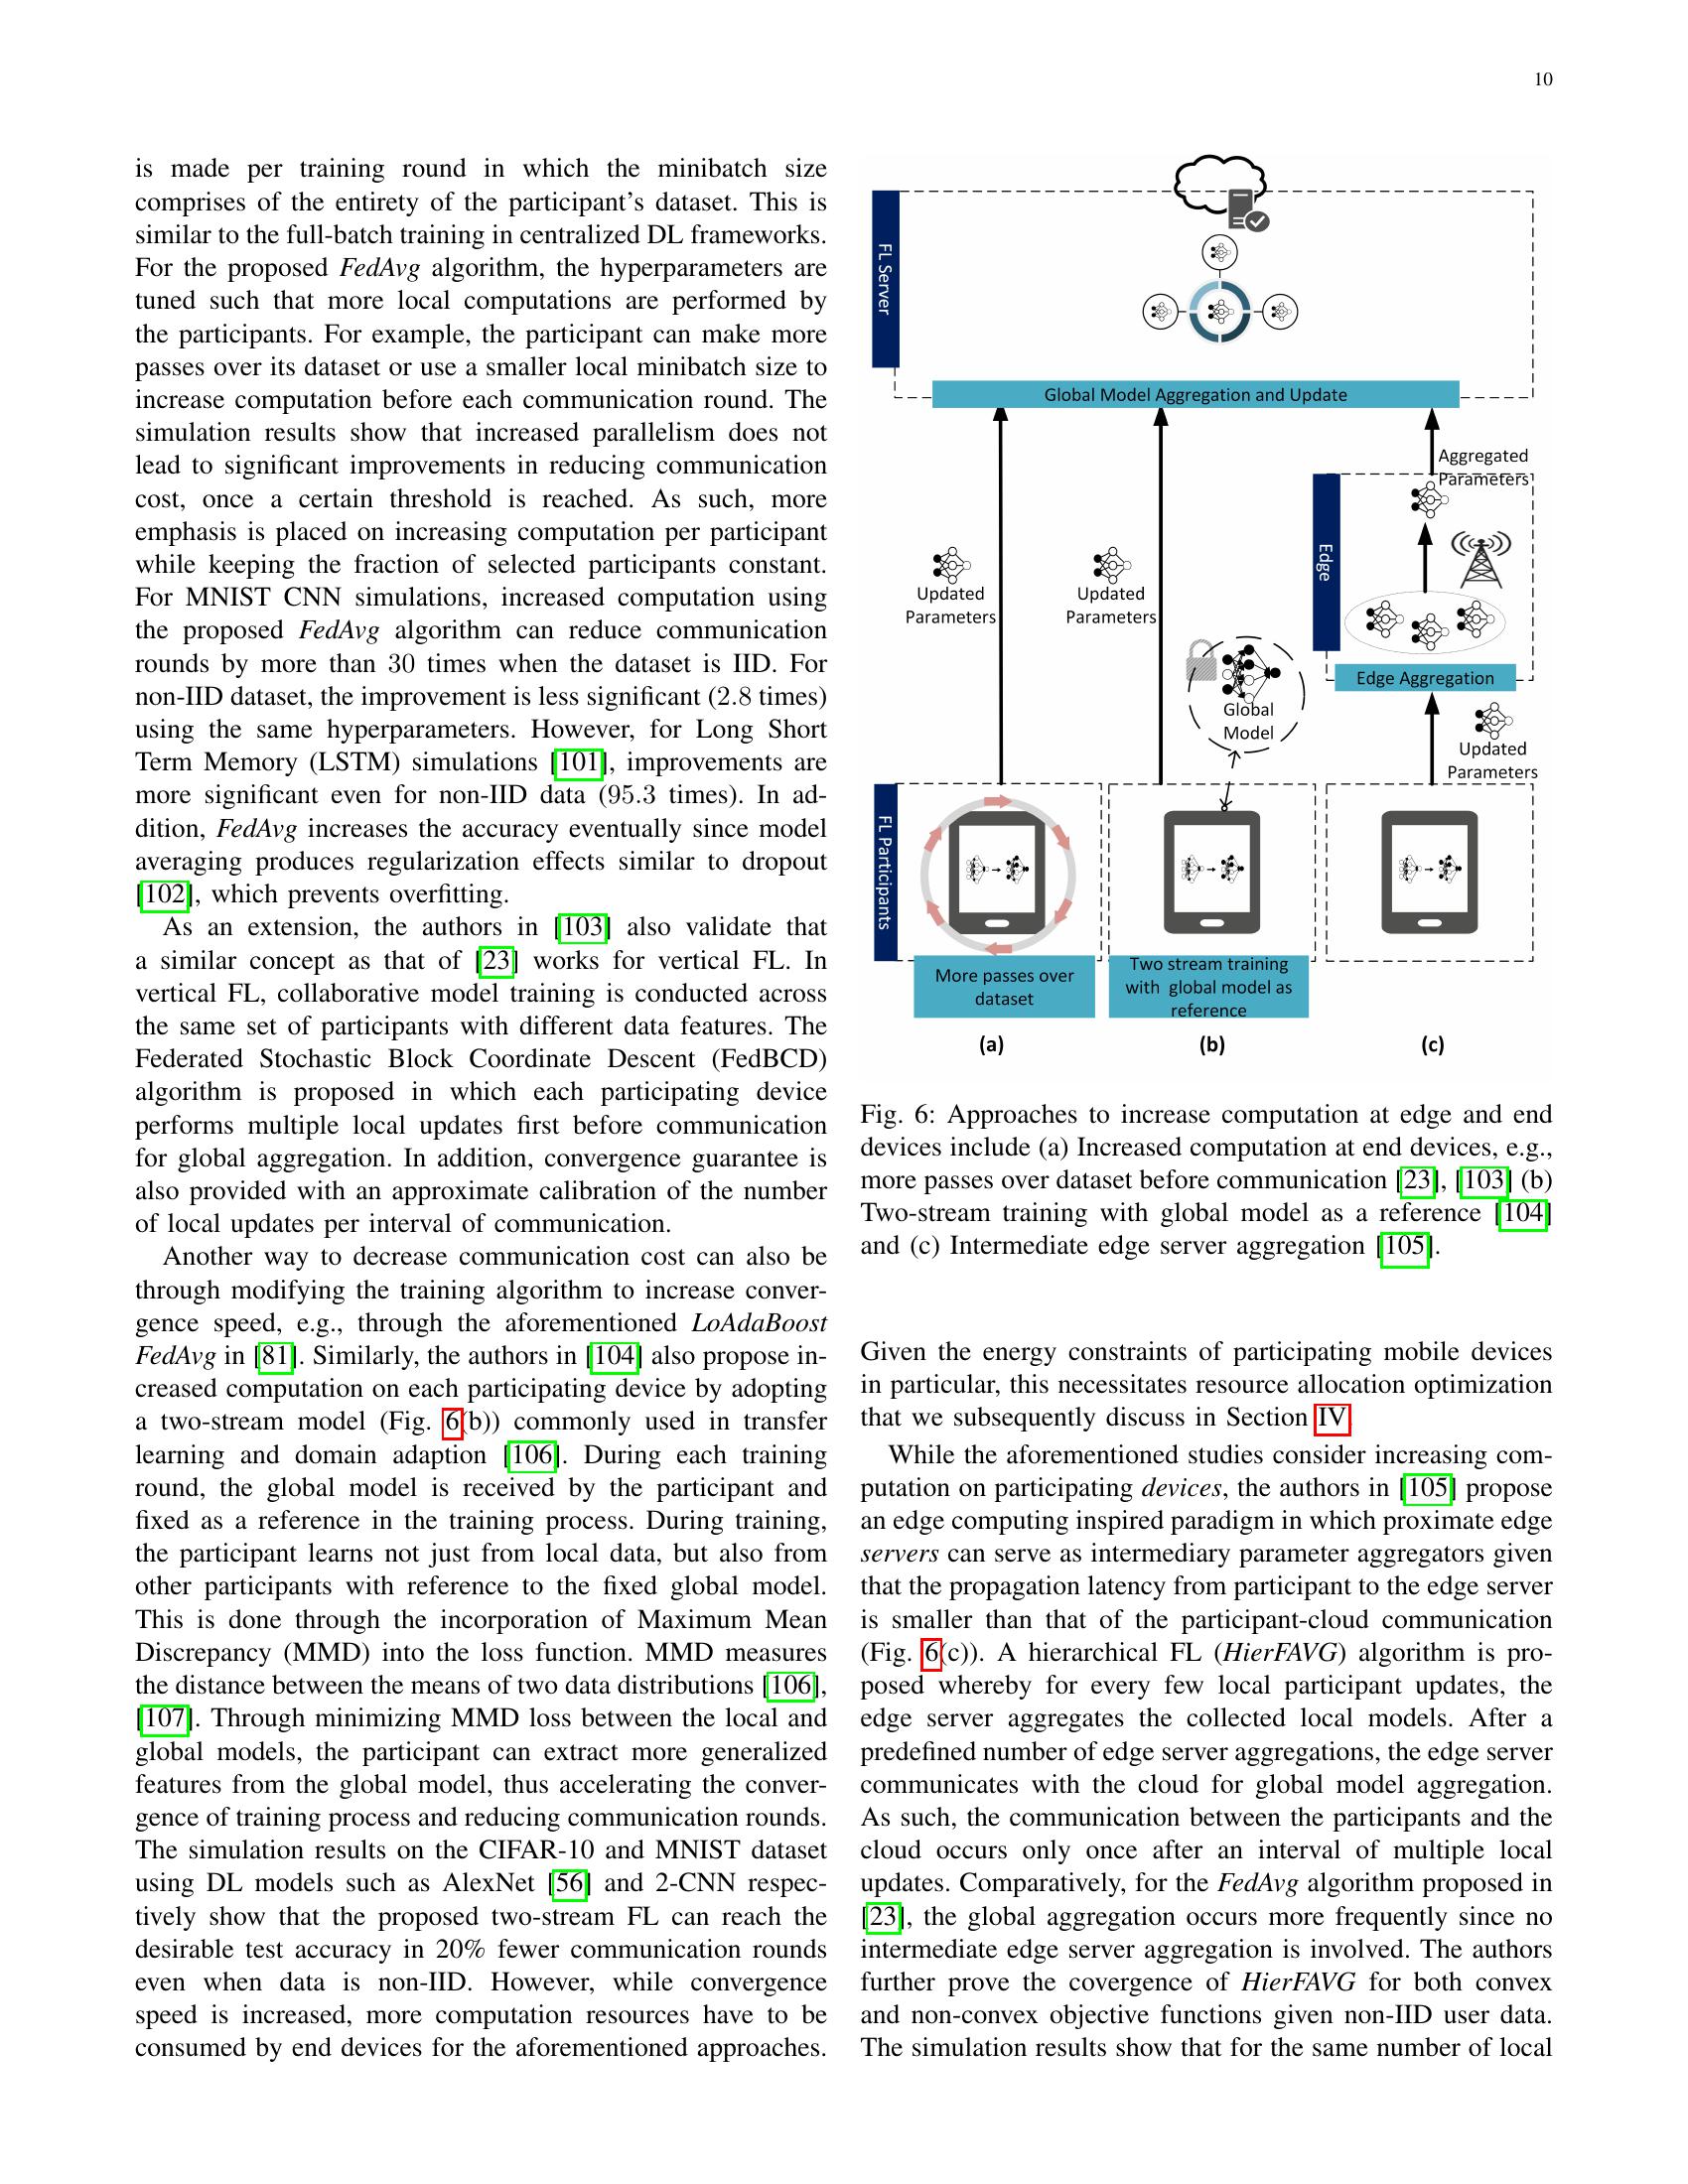 10
is made per training round in which the minibatch size
comprises of the entirety of the participant's dataset. This is
similar to the full-batch training in centralized DL frameworks.
For the proposed FedAvg algorithm, the hyperparameters are
tuned such that more local computations are performed by
the participants. For example, the participant can make more
passes over its dataset or use a smaller local minibatch size to
increase computation before each communication round. The
simulation results show that increased parallelism does not
lead to significant improvements in reducing communication
cost, once a certain threshold is reached. As such, more
emphasis is placed on increasing computation per participant
while keeping the fraction of selected participants constant.
For MNIST CNN simulations, increased computation using
the proposed FedAvg algorithm can reduce communication
rounds by more than 30 times when the dataset is IID. For
non-IID dataset, the improvement is less significant (2.8 times)
using the same hyperparameters. However, for Long Short
Term Memory (LSTM) simulations [101], improvements are
more significant even for non-IID data (95.3 times). In ad-
dition, FedAvg increases the accuracy eventually since model
averaging produces regularization effects similar to dropout
[102], which prevents overfitting.
As an extension, the authors in [103] also validate that
a similar concept as that of [23] works for vertical FL. In
vertical FL, collaborative model training is conducted across
the same set of participants with different data features. The
Federated Stochastic Block Coordinate Descent (FedBCD)
algorithm is proposed in which each participating device
performs multiple local updates first before communication
for global aggregation. In addition, convergence guarantee is
also provided with an approximate calibration of the number
of local updates per interval of communication.
Another way to decrease communication cost can also be
through modifying the training algorithm to increase conver-
gence speed, e.g., through the aforementioned LoAdaBoost
FedAvg in [81]. Similarly, the authors in [104] also propose in-
creased computation on each participating device by adopting
a two-stream model (Fig. 6(b)) commonly used in transfer
learning and domain adaption [106]. During each training
round, the global model is received by the participant and
fixed as a reference in the training process. During training,
the participant learns not just from local data, but also from
other participants with reference to the fixed global model.
This is done through the incorporation of Maximum Mean
Discrepancy (MMD) into the loss function. MMD measures
the distance between the means of two data distributions [106],
[107]. Through minimizing MMD loss between the local and
global models, the participant can extract more generalized
features from the global model, thus accelerating the conver-
gence of training process and reducing communication rounds.
The simulation results on the CIFAR-10 and MNIST dataset
using DL models such as AlexNet [56] and 2-CNN respec-
tively show that the proposed two-stream FL can reach the
desirable test accuracy in 20% fewer communication rounds
even when data is non-IID. However, while convergence
speed is increased, more computation resources have to be
consumed by end devices for the aforementioned approaches.
FL Server
Global Model Aggregation and Update
Aggregated
Parameters
Edge
Updated
Parameters
Updated
Parameters
Edge Aggregation
Global
Model
Updated
Parameters
FL Participants
More passes over
dataset
Two stream training
with global model as
reference
(a)
(b)
(c)
Fig. 6: Approaches to increase computation at edge and end
devices include (a) Increased computation at end devices, e.g.,
more passes over dataset before communication [23], [103] (b)
Two-stream training with global model as a reference [104]
and (c) Intermediate edge server aggregation [105].
Given the energy constraints of participating mobile devices
in particular, this necessitates resource allocation optimization
that we subsequently discuss in Section IV.
While the aforementioned studies consider increasing com-
putation on participating devices, the authors in [105] propose
an edge computing inspired paradigm in which proximate edge
servers can serve as intermediary parameter aggregators given
that the propagation latency from participant to the edge server
is smaller than that of the participant-cloud communication
(Fig. 6(c)). A hierarchical FL (HierFAVG) algorithm is pro-
posed whereby for every few local participant updates, the
edge server aggregates the collected local models. After a
predefined number of edge server aggregations, the edge server
communicates with the cloud for global model aggregation.
As such, the communication between the participants and the
cloud occurs only once after an interval of multiple local
updates. Comparatively, for the FedAvg algorithm proposed in
[23], the global aggregation occurs more frequently since no
intermediate edge server aggregation is involved. The authors
further prove the covergence of HierFAVG for both convex
and non-convex objective functions given non-IID user data.
The simulation results show that for the same number of local